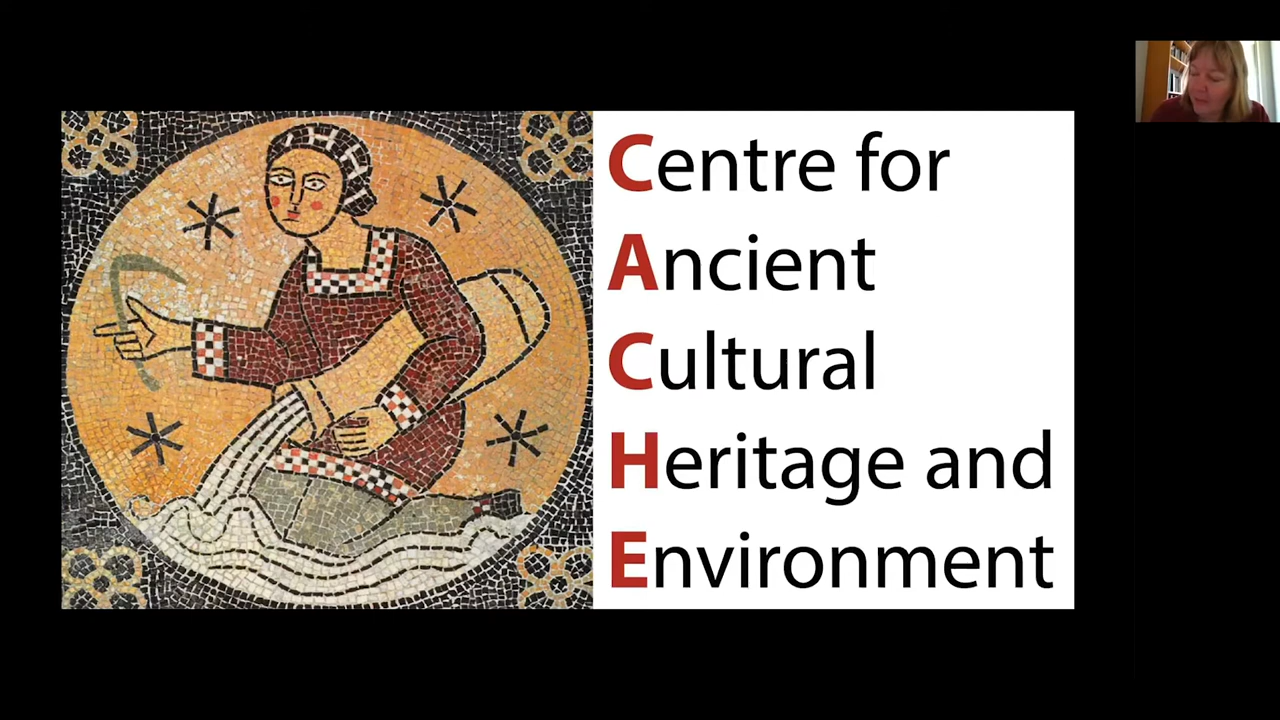 Centre for
Ancient
Cultural
Heritage and
Environment